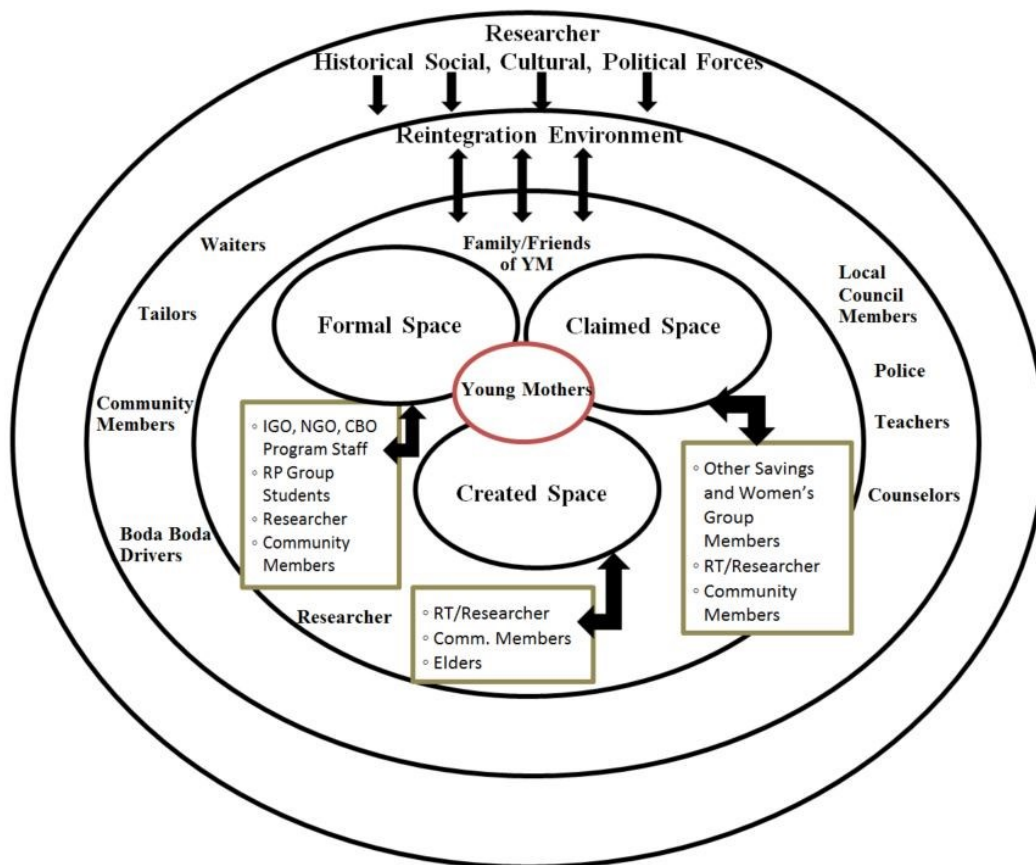 Researcher
Historical Social, Cultural, Political Forces
Reintegration Environment
Waiters
Family/Friends
of YM
Local
Council
Members
Tailors
Formal Space
Claimed Space
Police
Young Mothers
Community
Members
Teachers
◦ IGO, NGO, CBO
Program Staff
◦ RP Group
Students
◦ Researcher
◦ Community
Members
Created Space
◦ Other Savings
and Women’s
Group
Members
◦ RT/Researcher
◦ Community
Members
Counselors
Boda Boda
Drivers
Researcher
◦ RT/Researcher
◦ Comm. Members
◦ Elders